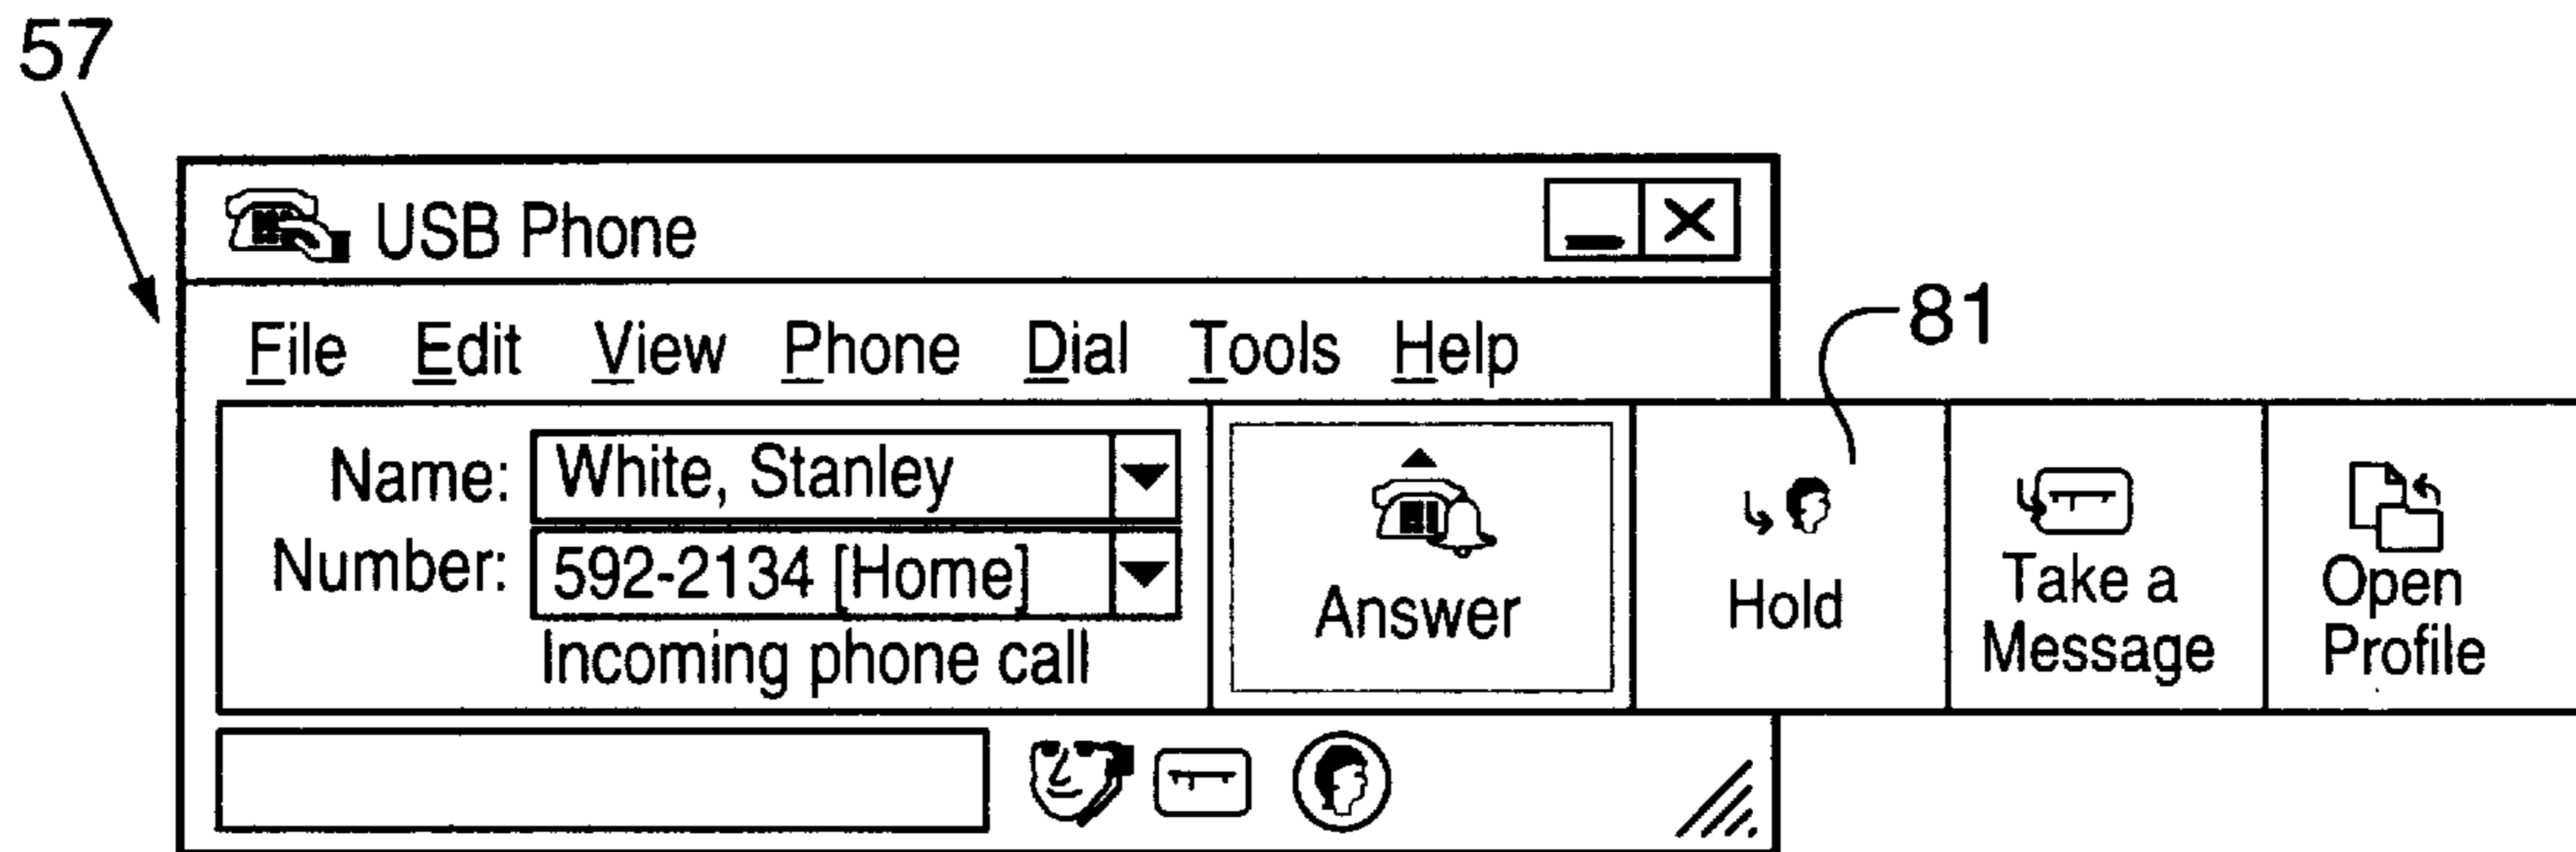 57
USB Phone
File Edit View Phone Dial Tools Help
81
Name: White, Stanley
Number: 592-2134 [Home]
Incoming phone call
Answer
Hold
Take a
Message
Open
Profile